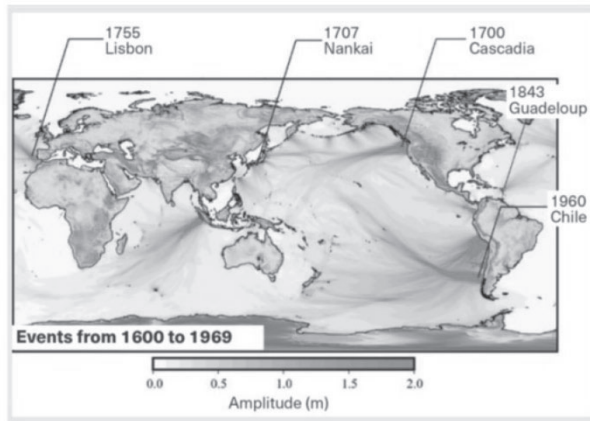 1755
Lisbon
1707
Nankai
1700
Cascadia
1843
Guadeloup
1960
Chile
Events from 1600 to 1969
0.0 0.5 1.0 1.5 2.0
Amplitude (m)